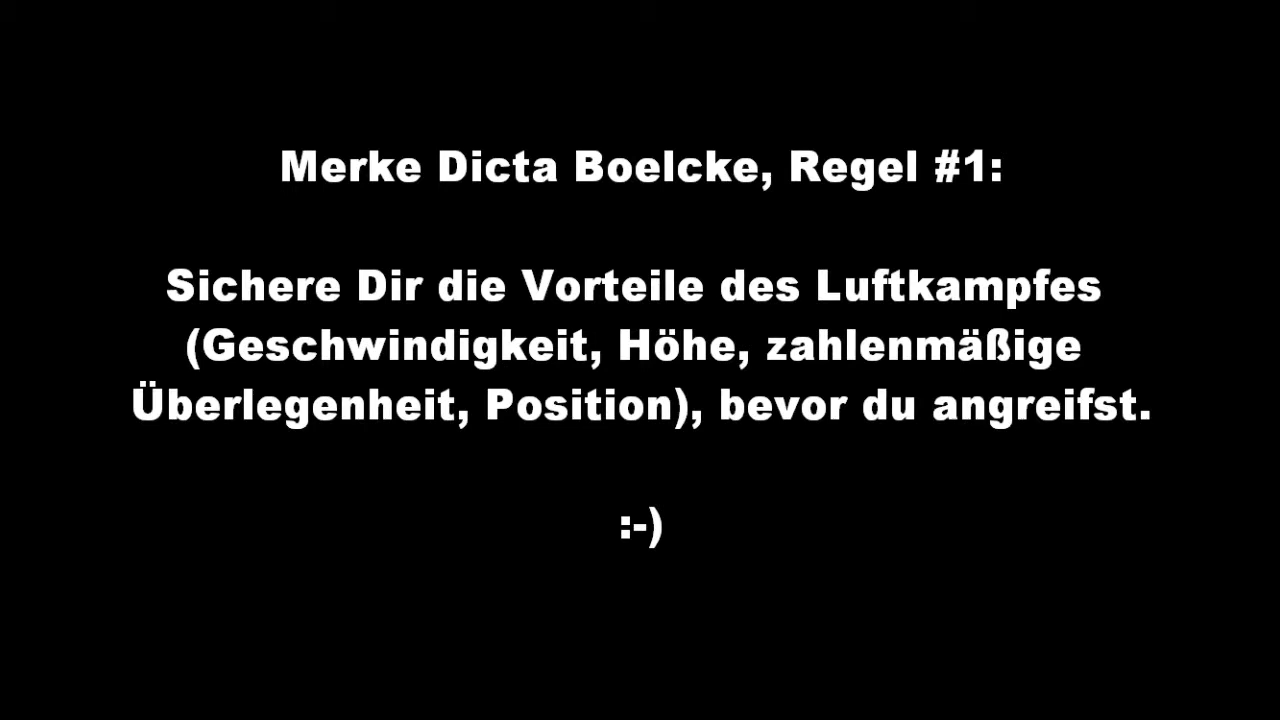 Merke Dicta Boelcke, Regel #1:
Sichere Dir die Vorteile des Luftkampfes
(Geschwindigkeit, Höhe, zahlenmäßige
Überlegenheit, Position), bevor du angreifst.
:-)